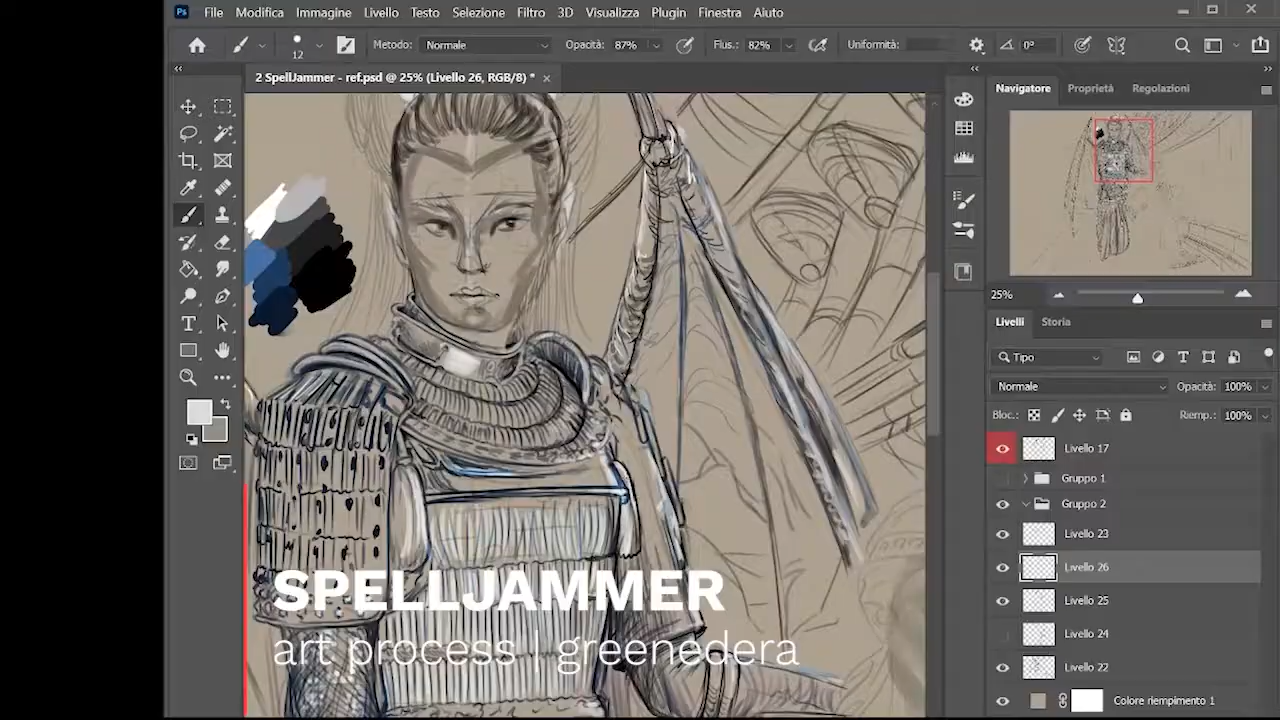 Ps File Modifica Immagine Livello Testo Selezione Filtro 3D Visualizza Plugin Finestra Aiuto
12 Metodo: Normale Opacità: 87% Flus.: 82% Uniformità: 0°
2 SpellJammer - ref.psd @ 25% (Livello 26, RGB/8) *
Navigatore Proprietà Regolazioni
25%
Livelli Storia
Tipo
Normale Opacità: 100%
Bloc.: Riemp.: 100%
Livello 17
Gruppo 1
Gruppo 2
Livello 23
Livello 26
Livello 25
Livello 24
Livello 22
Colore riempimento 1
SPELLJAMMER
art process | greenedera